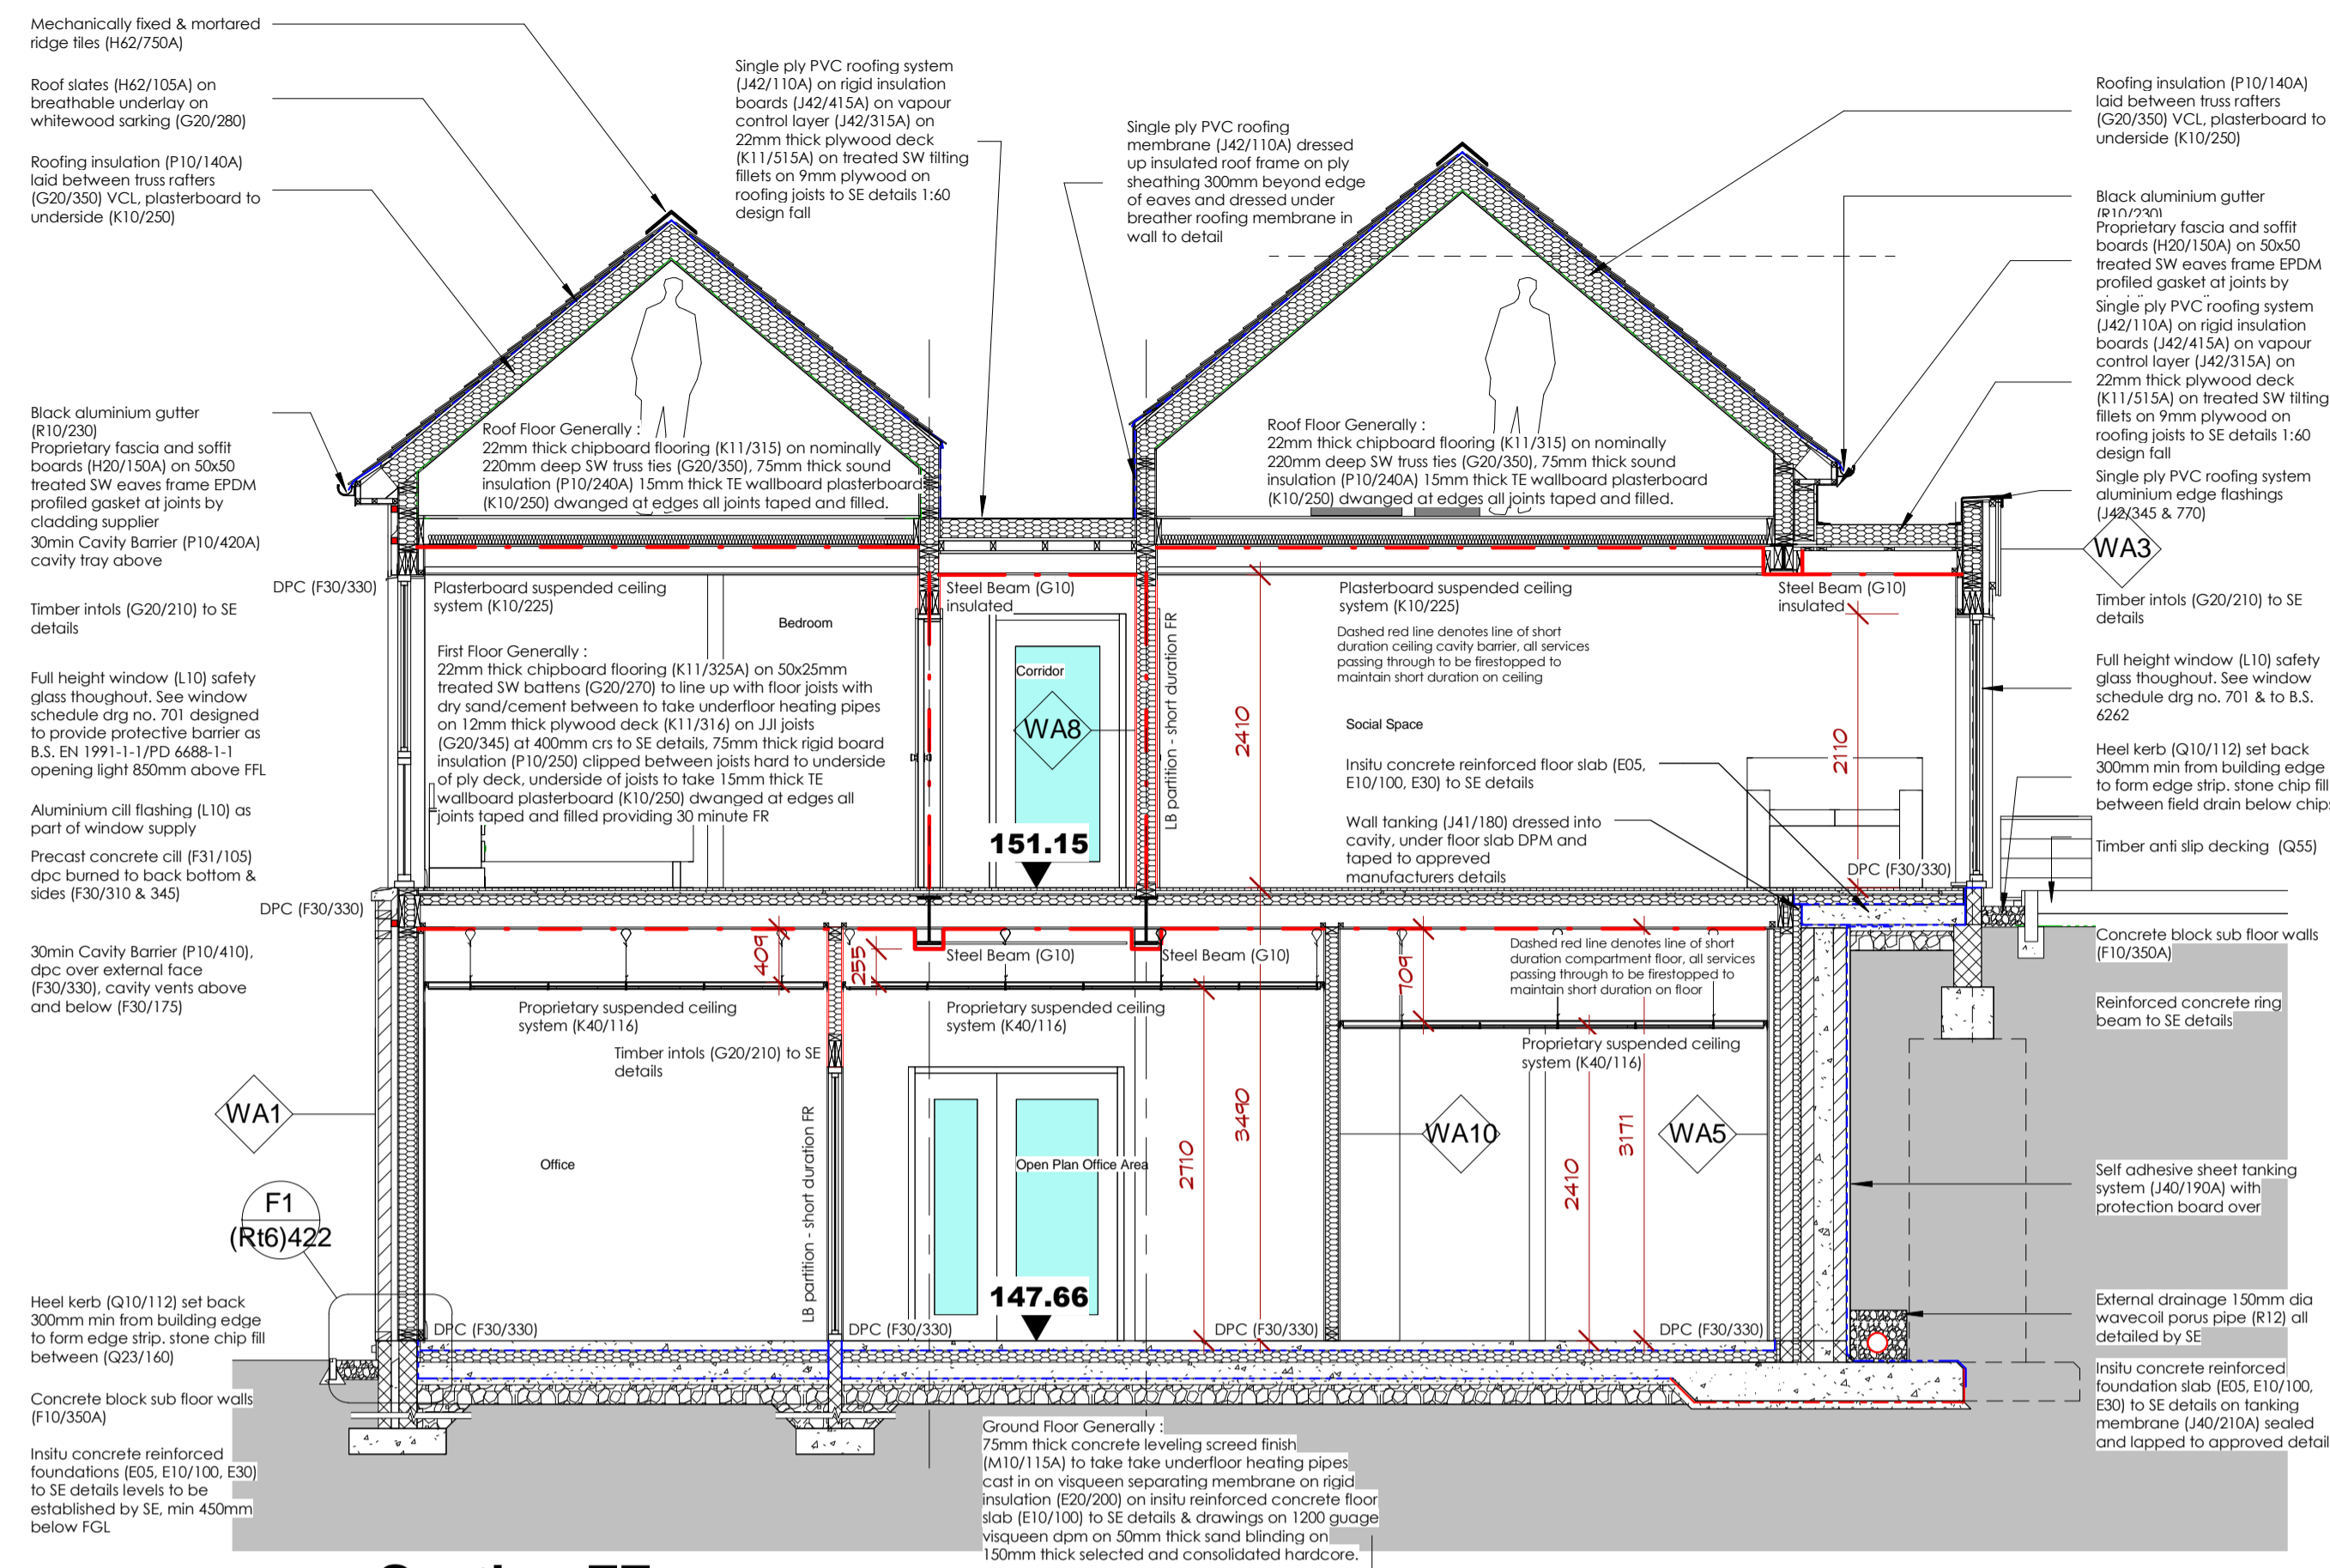 Mechanically fixed & mortared
ridge tiles (H62/750A)
Roof slates (H62/105A) on
breathable underlay on
whitewood sarking (G20/280)
Roofing insulation (P10/140A)
laid between truss rafters
(G20/350) VCL, plasterboard to
underside (K10/250)
Black aluminium gutter
(R10/230)
Proprietary fascia and soffit
boards (H20/150A) on 50x50
treated SW eaves frame EPDM
profiled gasket at joints by
cladding supplier
30min Cavity Barrier (P10/420A)
cavity tray above
DPC (F30/330)
Timber intols (G20/210) to SE
details
Full height window (L10) safety
glass thoughout. See window
schedule drg no. 701 designed
to provide protective barrier as
B.S. EN 1991-1-1/PD 6688-1-1
opening light 850mm above FFL
Aluminium cill flashing (L10) as
part of window supply
Precast concrete cill (F31/105)
dpc burned to back bottom &
sides (F30/310 & 345)
DPC (F30/330)
30min Cavity Barrier (P10/410),
dpc over external face
(F30/330), cavity vents above
and below (F30/175)
WA1
F1
(Rt6)422
Heel kerb (Q10/112) set back
300mm min from building edge
to form edge strip. stone chip fill
between (Q23/160)
Concrete block sub floor walls
(F10/350A)
Insitu concrete reinforced
foundations (E05, E10/100, E30)
to SE details levels to be
established by SE, min 450mm
below FGL
Single ply PVC roofing system
(J42/110A) on rigid insulation
boards (J42/415A) on vapour
control layer (J42/315A) on
22mm thick plywood deck
(K11/515A) on treated SW tilting
fillets on 9mm plywood on
roofing joists to SE details 1:60
design fall
Single ply PVC roofing
membrane (J42/110A) dressed
up insulated roof frame on ply
sheathing 300mm beyond edge
of eaves and dressed under
breather roofing membrane in
wall to detail
Roof Floor Generally :
22mm thick chipboard flooring (K11/315) on nominally
220mm deep SW truss ties (G20/350), 75mm thick sound
insulation (P10/240A) 15mm thick TE wallboard plasterboard
(K10/250) dwanged at edges all joints taped and filled.
Roof Floor Generally :
22mm thick chipboard flooring (K11/315) on nominally
220mm deep SW truss ties (G20/350), 75mm thick sound
insulation (P10/240A) 15mm thick TE wallboard plasterboard
(K10/250) dwanged at edges all joints taped and filled.
Plasterboard suspended ceiling
system (K10/225)
Bedroom
First Floor Generally :
22mm thick chipboard flooring (K11/325A) on 50x25mm
treated SW battens (G20/270) to line up with floor joists with
dry sand/cement between to take underfloor heating pipes
on 12mm thick plywood deck (K11/316) on JJI joists
(G20/345) at 400mm crs to SE details, 75mm thick rigid board
insulation (P10/250) clipped between joists hard to underside
of ply deck, underside of joists to take 15mm thick TE
wallboard plasterboard (K10/250) dwanged at edges all
joints taped and filled providing 30 minute FR
Steel Beam (G10)
insulated
Corridor
WA8
151.15
LB partition - short duration FR
2410
Plasterboard suspended ceiling
system (K10/225)
Dashed red line denotes line of short
duration ceiling cavity barrier, all services
passing through to be firestopped to
maintain short duration on ceiling
Social Space
Insitu concrete reinforced floor slab (E05,
E10/100, E30) to SE details
Wall tanking (J41/180) dressed into
cavity, under floor slab DPM and
taped to appreved
manufacturers details
Steel Beam (G10)
insulated
2110
DPC (F30/330)
409
255
Steel Beam (G10)
Steel Beam (G10)
709
Dashed red line denotes line of short
duration compartment floor, all services
passing through to be firestopped to
maintain short duration on floor
Proprietary suspended ceiling
system (K40/116)
Timber intols (G20/210) to SE
details
Proprietary suspended ceiling
system (K40/116)
Proprietary suspended ceiling
system (K40/116)
Office
LB partition - short duration FR
Open Plan Office Area
147.66
2710
3490
WA10
2410
3171
WA5
DPC (F30/330)
DPC (F30/330)
DPC (F30/330)
DPC (F30/330)
Ground Floor Generally :
75mm thick concrete leveling screed finish
(M10/115A) to take take underfloor heating pipes
cast in on visqueen separating membrane on rigid
insulation (E20/200) on insitu reinforced concrete floor
slab (E10/100) to SE details & drawings on 1200 guage
visqueen dpm on 50mm thick sand blinding on
150mm thick selected and consolidated hardcore.
Roofing insulation (P10/140A)
laid between truss rafters
(G20/350) VCL, plasterboard to
underside (K10/250)
Black aluminium gutter
(R10/230)
Proprietary fascia and soffit
boards (H20/150A) on 50x50
treated SW eaves frame EPDM
profiled gasket at joints by
Single ply PVC roofing system
(J42/110A) on rigid insulation
boards (J42/415A) on vapour
control layer (J42/315A) on
22mm thick plywood deck
(K11/515A) on treated SW tilting
fillets on 9mm plywood on
roofing joists to SE details 1:60
design fall
Single ply PVC roofing system
aluminium edge flashings
(J42/345 & 770)
WA3
Timber intols (G20/210) to SE
details
Full height window (L10) safety
glass thoughout. See window
schedule drg no. 701 & to B.S.
6262
Heel kerb (Q10/112) set back
300mm min from building edge
to form edge strip. stone chip fill
between field drain below chips
Timber anti slip decking (Q55)
Concrete block sub floor walls
(F10/350A)
Reinforced concrete ring
beam to SE details
Self adhesive sheet tanking
system (J40/190A) with
protection board over
External drainage 150mm dia
wavecoil porus pipe (R12) all
detailed by SE
Insitu concrete reinforced
foundation slab (E05, E10/100,
E30) to SE details on tanking
membrane (J40/210A) sealed
and lapped to approved detail